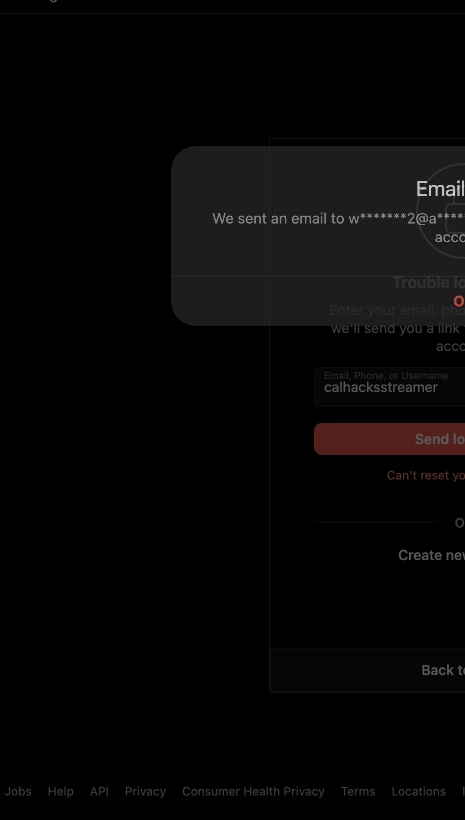 Email
We sent an email to w*******2@a****
acco
Trouble lo
O
Enter your email, pho
we'll send you a link
acco
Email, Phone, or Username
calhacksstreamer
Send lo
Can't reset yo
O
Create new
Back to
Jobs Help API Privacy Consumer Health Privacy Terms Locations